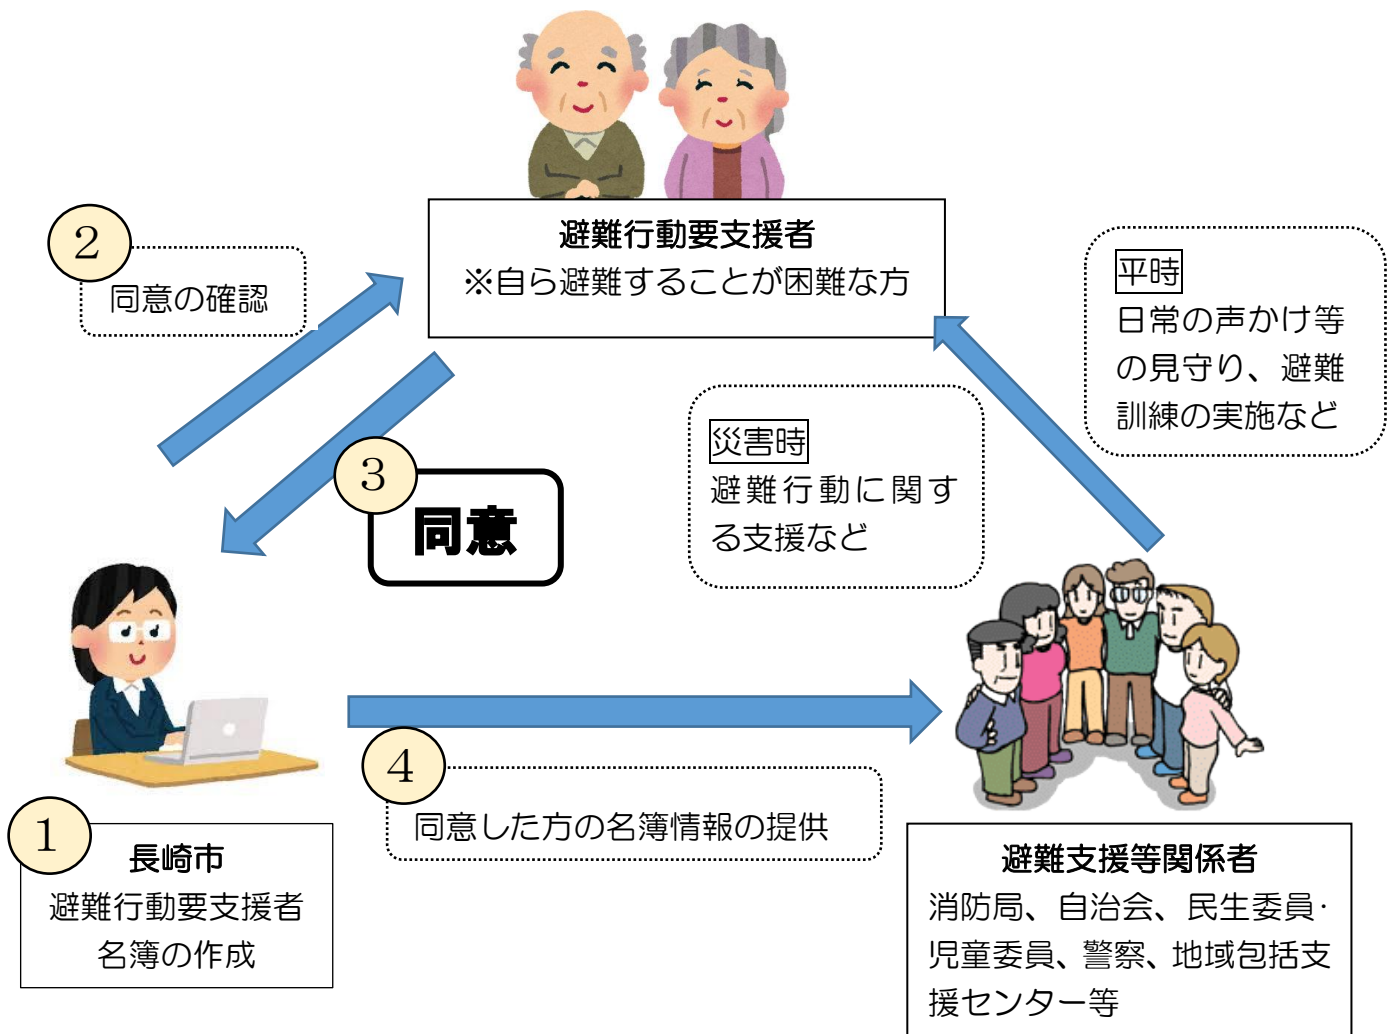 避難行動要支援者
※自ら避難することが困難な方
2
同意の確認
平時
日常の声かけ等
の見守り、避難
訓練の実施など
災害時
避難行動に関す
る支援など
3
同意
4
同意した方の名簿情報の提供
1
長崎市
避難行動要支援者
名簿の作成
避難支援等関係者
消防局、自治会、民生委員・
児童委員、警察、地域包括支
援センター等